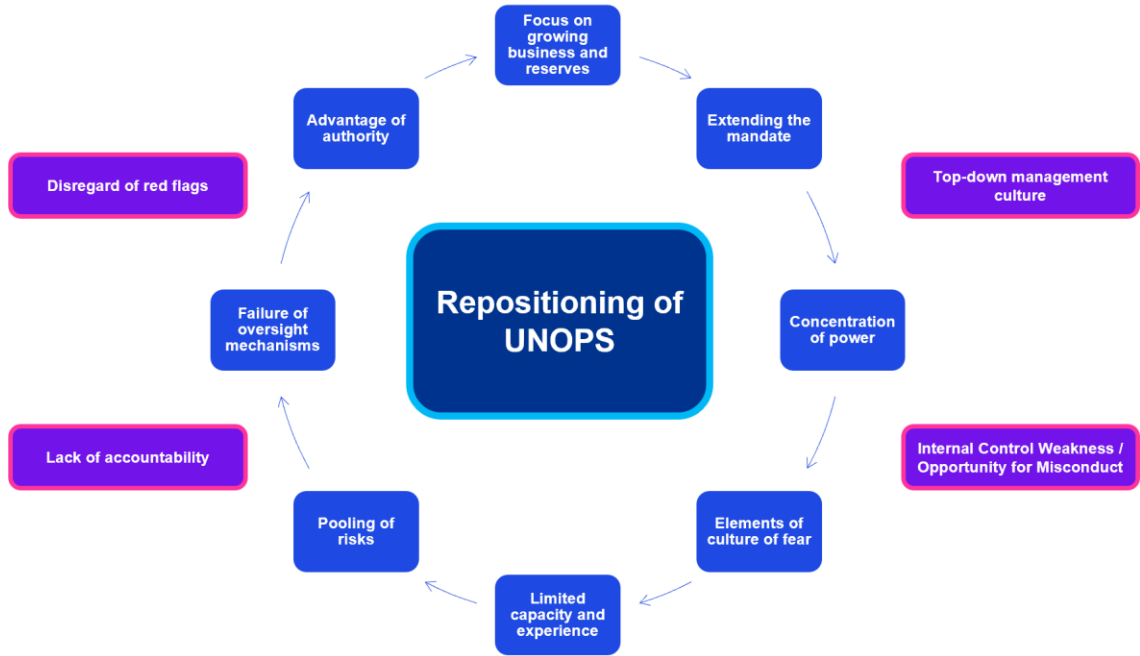 Focus on
growing
business and
reserves
Advantage of
authority
Extending the
mandate
Disregard of red flags
Top-down management
culture
Repositioning of
UNOPS
Failure of
oversight
mechanisms
Concentration
of power
Lack of accountability
Internal Control Weakness /
Opportunity for Misconduct
Pooling of
risks
Elements of
culture of fear
Limited
capacity and
experience